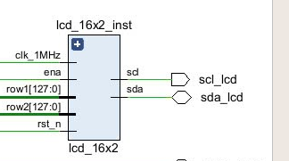 lcd_16x2_inst
clk_1MHz
ena
row1[127:0]
row2[127:0]
rst_n
scl
sda
scl_lcd
sda_lcd
lcd_16x2